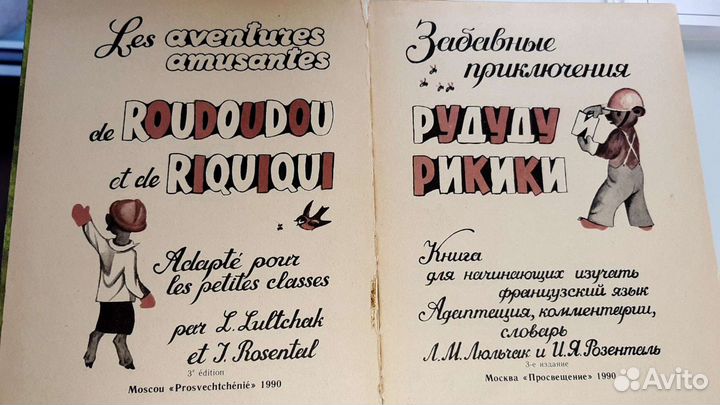 Les aventures
amusantes
de ROUDOUDOU
et de RIQUIQUI
Adapté pour
les petites classes
par L. Lultchak
et J. Rosental
3e édition
Moscou «Prosvechtchénié» 1990
Забавные
приключения
РУДУДУ И
РИКИКИ
Книга
для начинающих изучать
французский язык
Адаптация, комментарии,
словарь
Л.М. Люльчак и И.Я. Розенталь
3-е издание
Москва «Просвещение» 1990
Avito